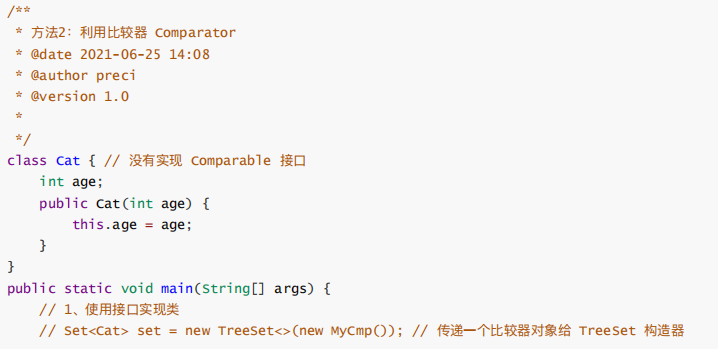 /**
 * 方法2：利用比较器 Comparator
 * @date 2021-06-25 14:08
 * @author preci
 * @version 1.0
 *
 */
class Cat { // 没有实现 Comparable 接口
    int age;
    public Cat(int age) {
        this.age = age;
    }
}
public static void main(String[] args) {
    // 1、使用接口实现类
    // Set<Cat> set = new TreeSet<>(new MyCmp()); // 传递一个比较器对象给 TreeSet 构造器